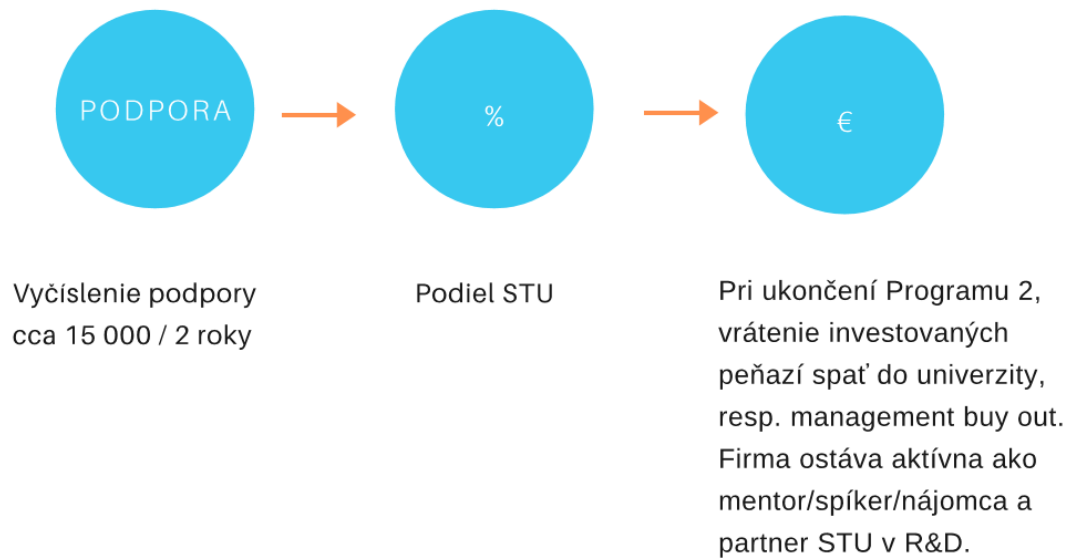 PODPORA
%
€
Vyčíslenie podpory
cca 15 000 / 2 roky
Podiel STU
Pri ukončení Programu 2,
vrátenie investovaných
peňazí spať do univerzity,
resp. management buy out.
Firma ostáva aktívna ako
mentor/spíker/nájomca a
partner STU v R&D.